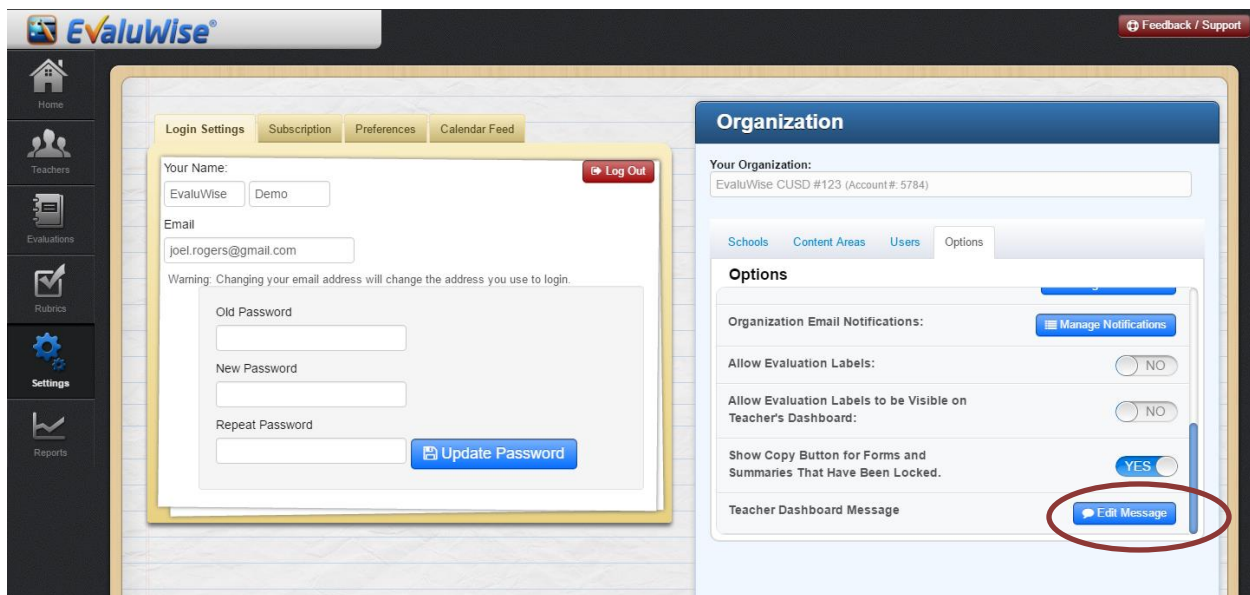 EvaluWise®
Feedback / Support
Home
Teachers
Evaluations
Rubrics
Settings
Reports
Login Settings
Subscription
Preferences
Calendar Feed
Your Name:
Log Out
EvaluWise
Demo
Email
joel.rogers@gmail.com
Warning: Changing your email address will change the address you use to login.
Old Password
New Password
Repeat Password
Update Password
Organization
Your Organization:
EvaluWise CUSD #123 (Account #: 5784)
Schools
Content Areas
Users
Options
Options
Organization Email Notifications:
Manage Notifications
Allow Evaluation Labels:
NO
Allow Evaluation Labels to be Visible on
Teacher's Dashboard:
NO
Show Copy Button for Forms and
Summaries That Have Been Locked.
YES
Teacher Dashboard Message
Edit Message